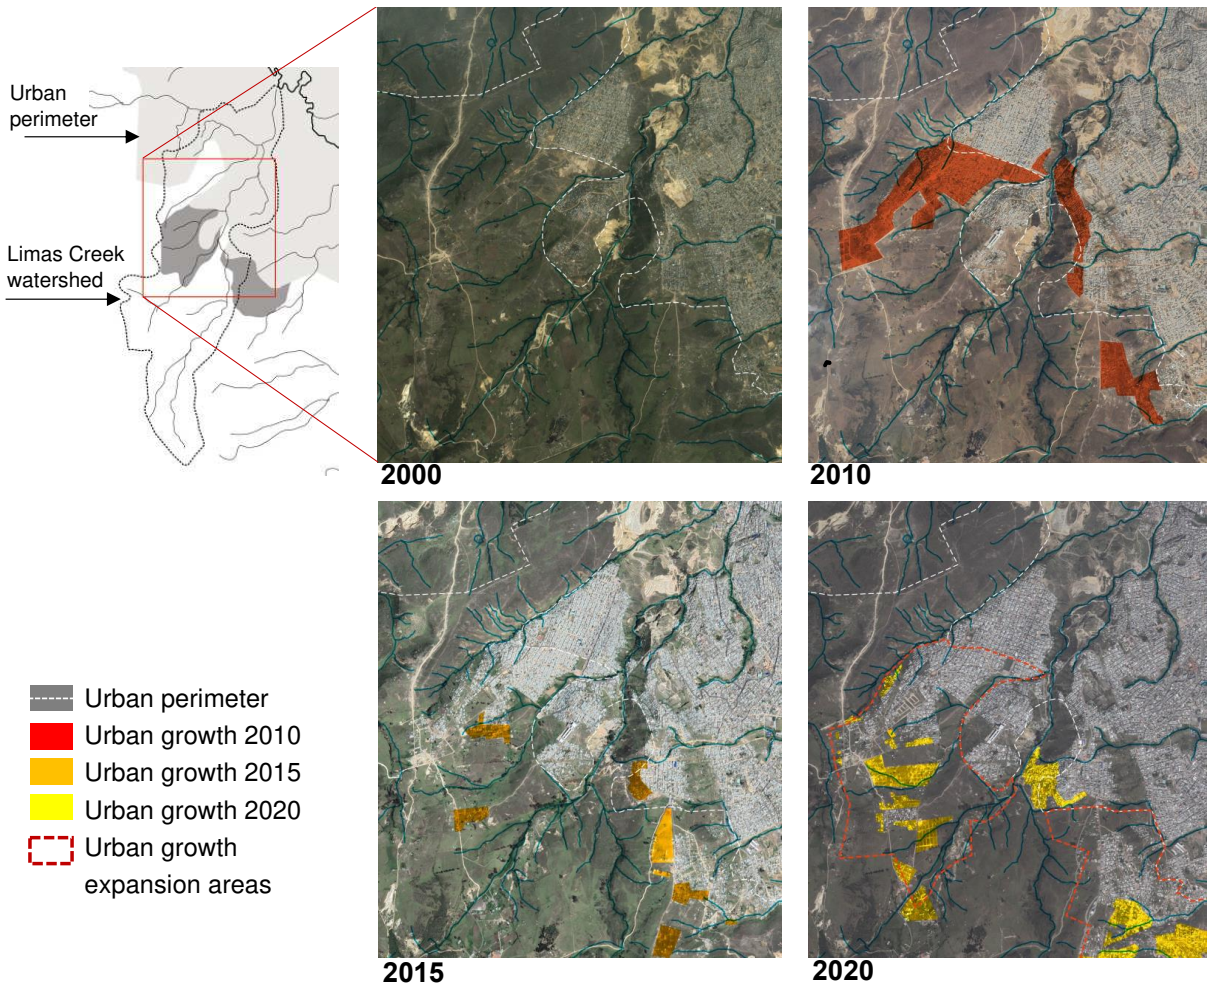 Urban
perimeter
Limas Creek
watershed
2000
2010
2015
2020
Urban perimeter
Urban growth 2010
Urban growth 2015
Urban growth 2020
Urban growth
expansion areas